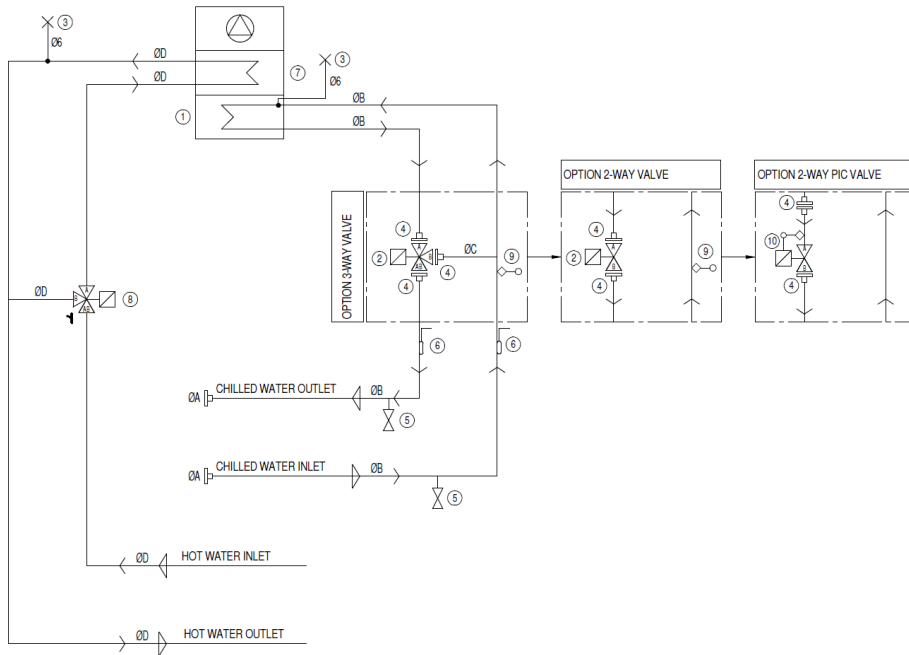 3
Ø6
ØD
ØD
7
3
Ø6
1
ØB
ØB
OPTION 3-WAY VALVE
4
2
A
B
AB
4
4
ØC
9
OPTION 2-WAY VALVE
4
2
A
B
4
9
OPTION 2-WAY PIC VALVE
4
10
A
B
4
ØD
A
B
AB
8
6
6
ØA
CHILLED WATER OUTLET
ØB
5
ØA
CHILLED WATER INLET
ØB
5
ØD
HOT WATER INLET
ØD
HOT WATER OUTLET